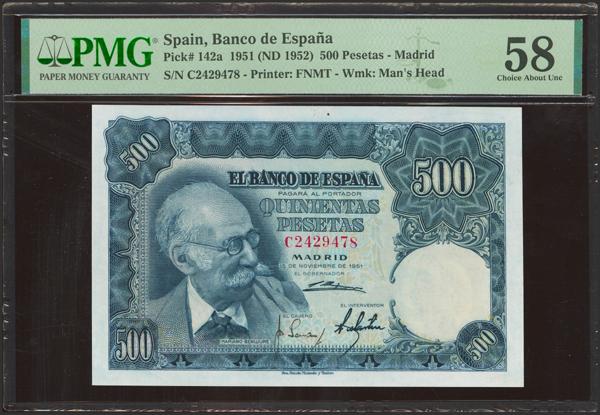 PMG
PAPER MONEY GUARANTY
Spain, Banco de España
Pick# 142a 1951 (ND 1952) 500 Pesetas - Madrid
S/N C2429478 - Printer: FNMT - Wmk: Man's Head
58
Choice About Unc
500
500
EL BANCO DE ESPAÑA
PAGARÁ AL PORTADOR
QUINIENTAS
PESETAS
C2429478
MADRID
15 DE NOVIEMBRE DE 1951
EL GOBERNADOR
EL INTERVENTOR
EL CAJERO
MARIANO BENLLIURE
500
500